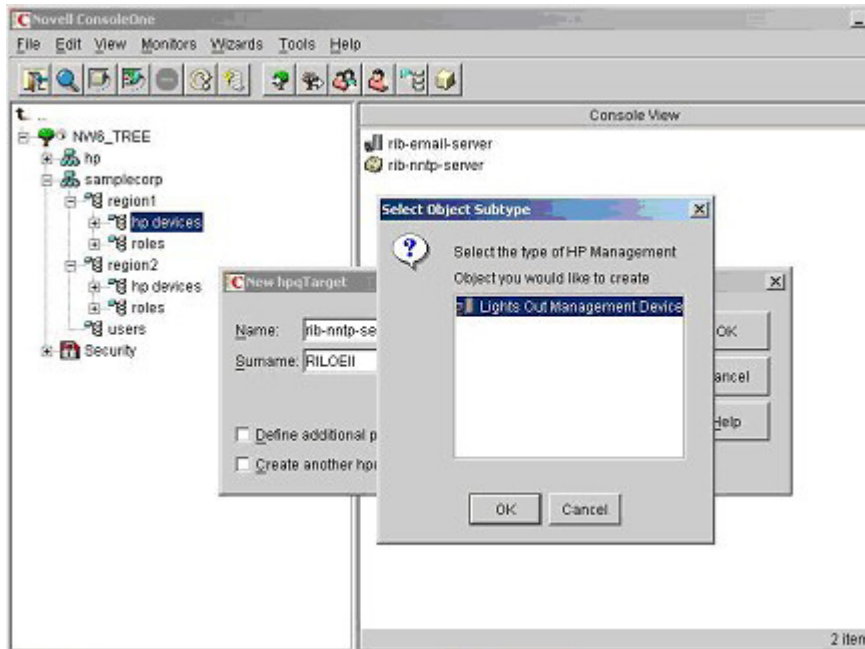 Novell ConsoleOne
File Edit View Monitors Wizards Tools Help
Console View
NW6_TREE
hp
samplecorp
region1
hp devices
roles
region2
hp devices
roles
users
Security
rib-email-server
rib-nntp-server
New hpqTarget
Name: rib-nntp-se
Surname: RILOEII
Define additional p
Create another hp
OK
ancel
Help
Select Object Subtype
Select the type of HP Management
Object you would like to create
Lights Out Management Device
OK Cancel
2 item